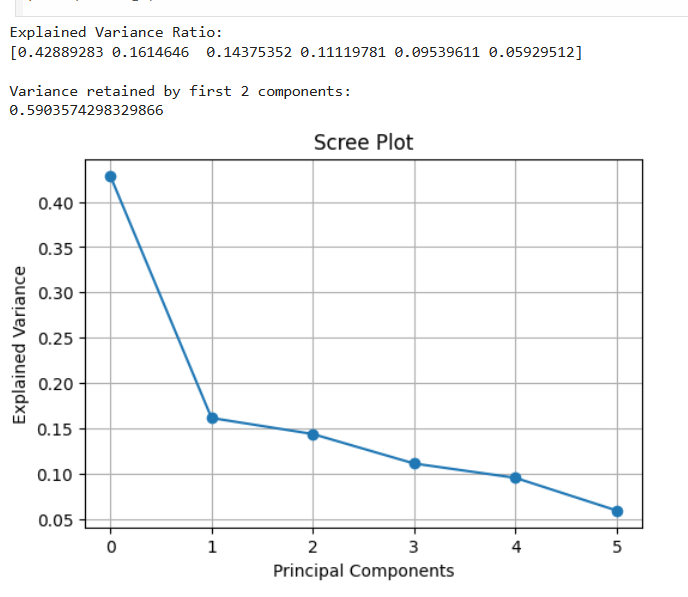 Explained Variance Ratio:
[0.42889283 0.1614646  0.14375352 0.11119781 0.09539611 0.05929512]
Variance retained by first 2 components:
0.5903574298329866
Scree Plot
0.40
0.35
0.30
0.25
0.20
0.15
0.10
0.05
Explained Variance
0 1 2 3 4 5
Principal Components